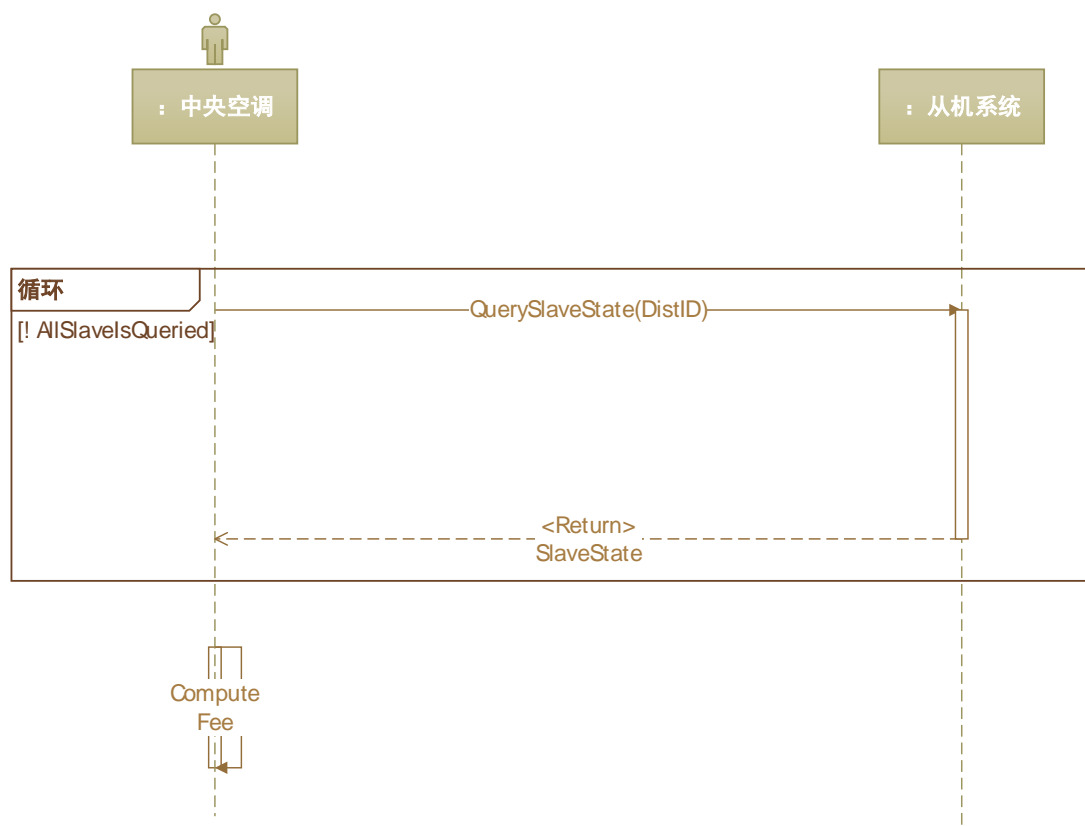 ：中央空调
：从机系统
循环
QuerySlaveState(DistID)
[! AllSlaveIsQueried]
<Return>
SlaveState
Compute
Fee